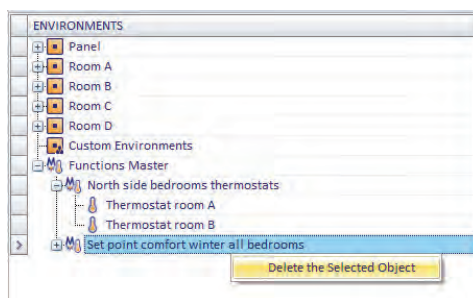 ENVIRONMENTS
Panel
Room A
Room B
Room C
Room D
Custom Environments
Functions Master
North side bedrooms thermostats
Thermostat room A
Thermostat room B
Set point comfort winter all bedrooms
Delete the Selected Object